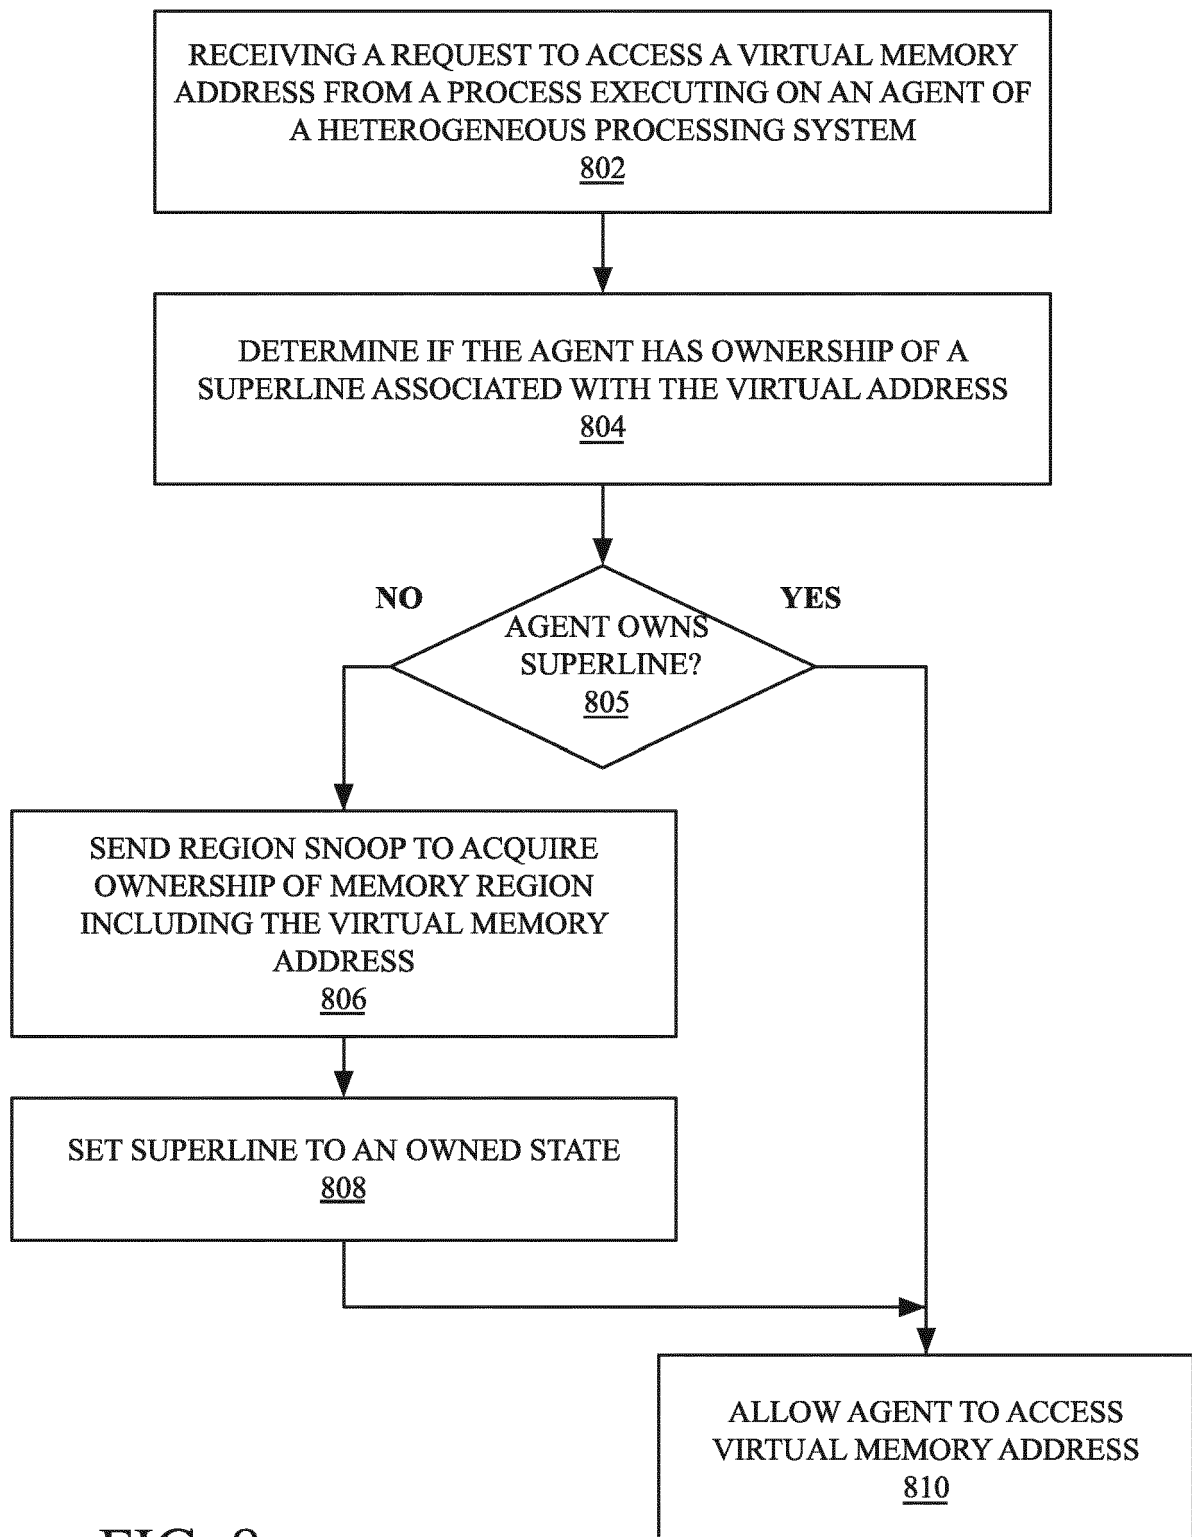 RECEIVING A REQUEST TO ACCESS A VIRTUAL MEMORY
ADDRESS FROM A PROCESS EXECUTING ON AN AGENT OF
A HETEROGENEOUS PROCESSING SYSTEM
802
DETERMINE IF THE AGENT HAS OWNERSHIP OF A
SUPERLINE ASSOCIATED WITH THE VIRTUAL ADDRESS
804
NO
YES
AGENT OWNS
SUPERLINE?
805
SEND REGION SNOOP TO ACQUIRE
OWNERSHIP OF MEMORY REGION
INCLUDING THE VIRTUAL MEMORY
ADDRESS
806
SET SUPERLINE TO AN OWNED STATE
808
ALLOW AGENT TO ACCESS
VIRTUAL MEMORY ADDRESS
810
FIG. 8